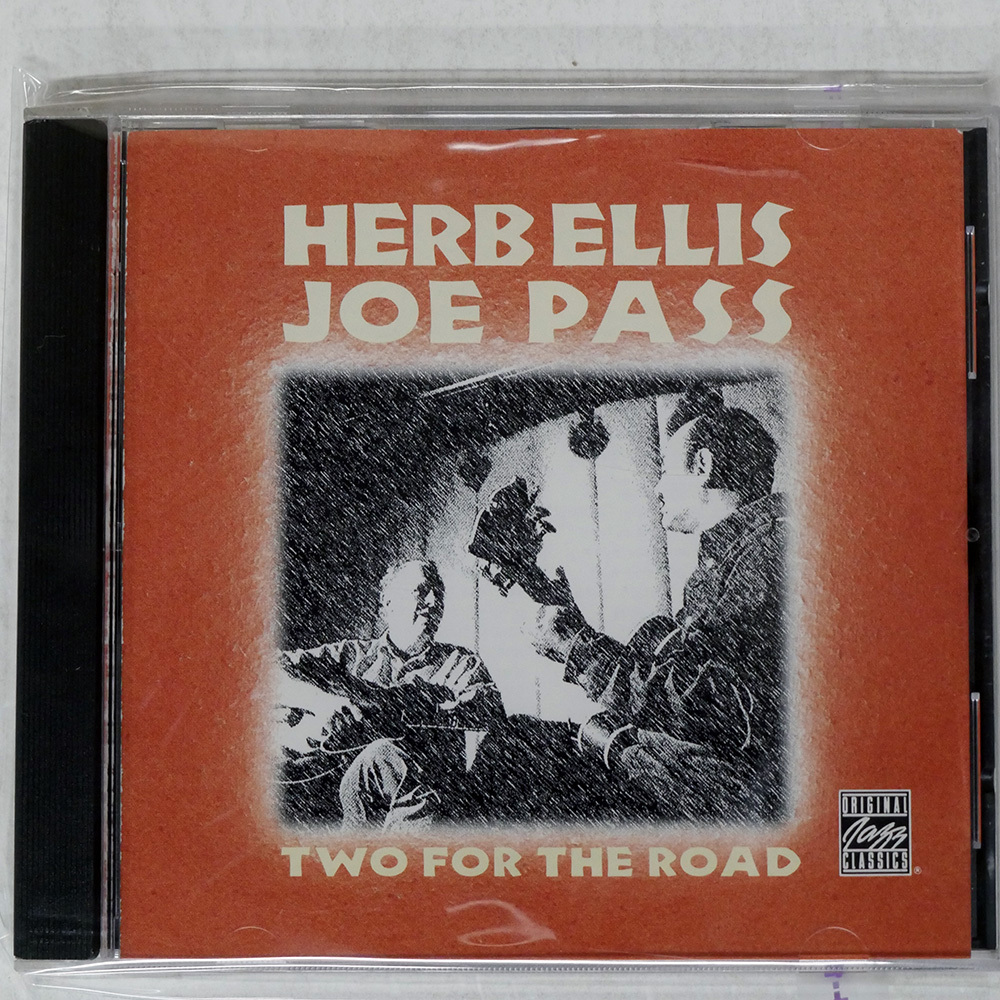 HERB ELLIS
JOE PASS
TWO FOR THE ROAD
ORIGINAL
Jazz
CLASSICS
®